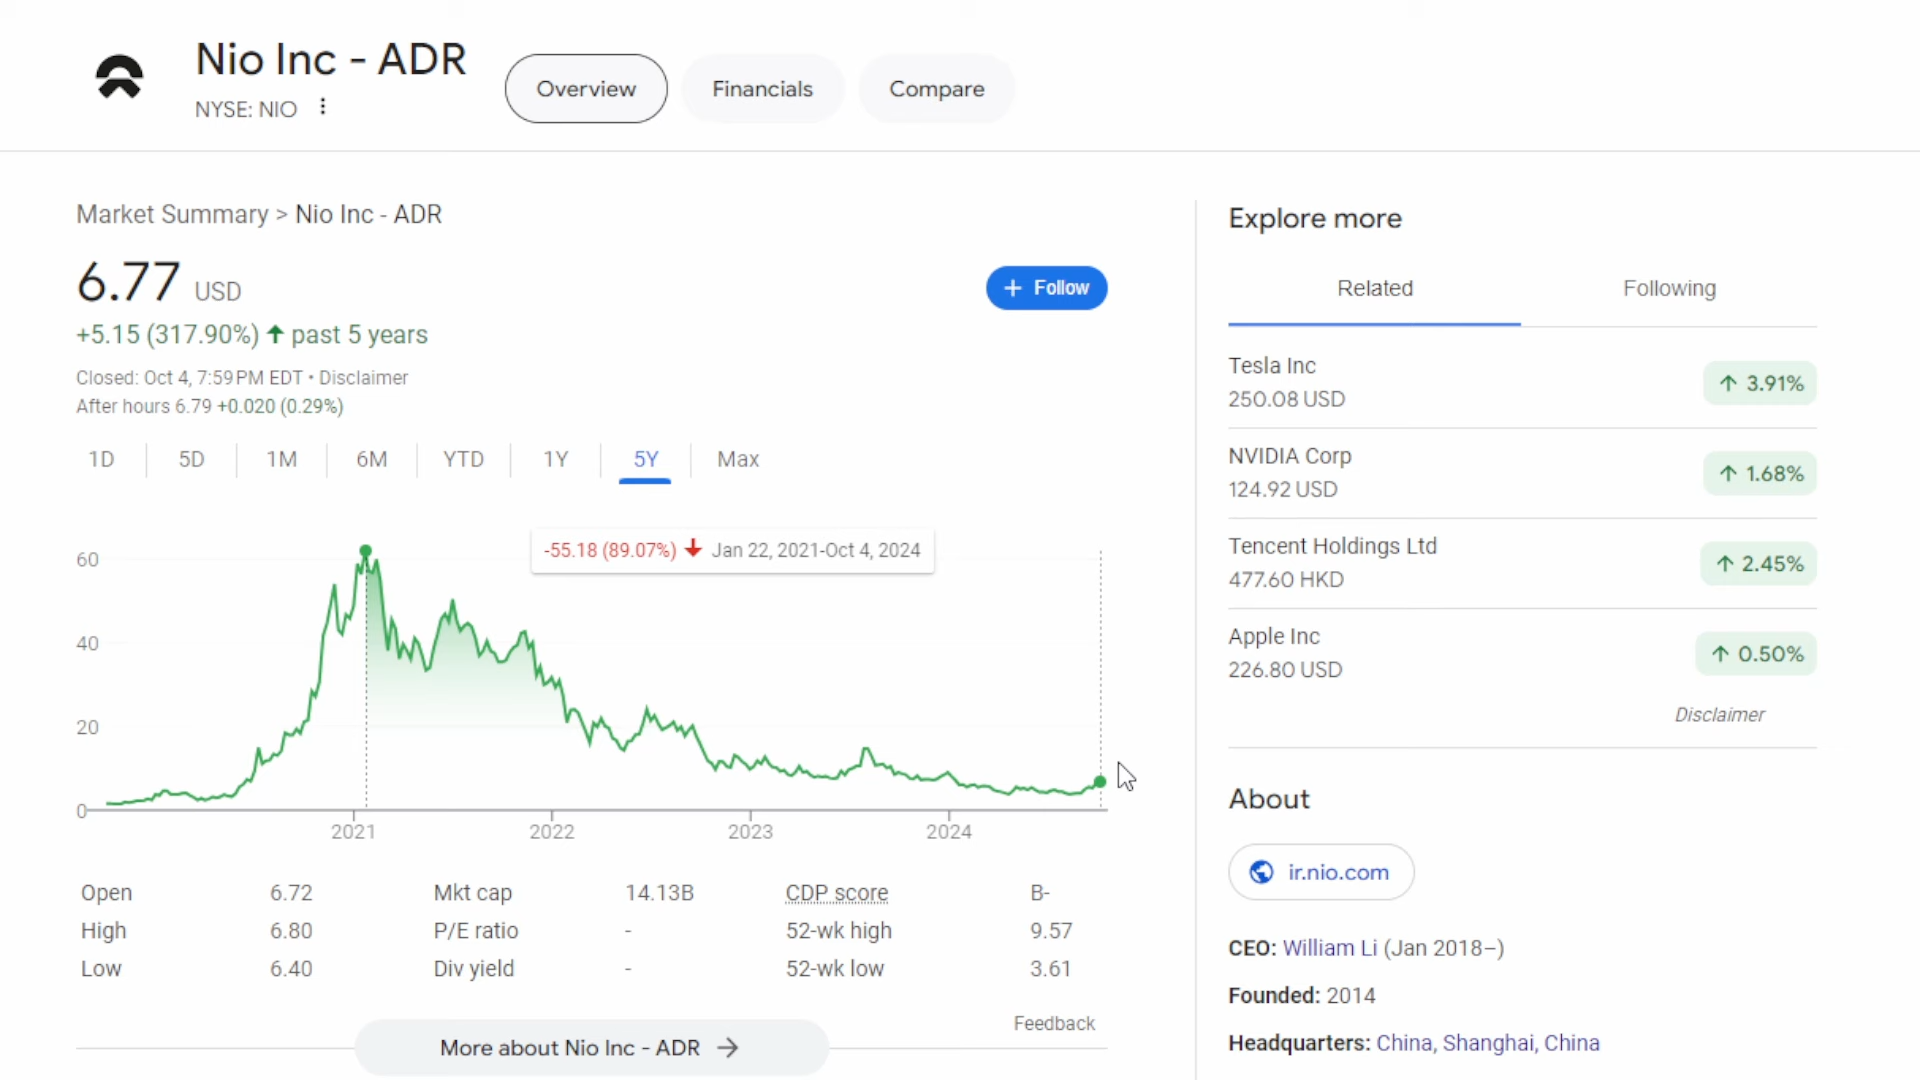 Nio Inc - ADR
NYSE: NIO
Overview
Financials
Compare
Market Summary > Nio Inc - ADR
6.77 USD
+ Follow
+5.15 (317.90%) ↑ past 5 years
Closed: Oct 4, 7:59 PM EDT • Disclaimer
After hours 6.79 +0.020 (0.29%)
1D 5D 1M 6M YTD 1Y 5Y Max
-55.18 (89.07%) ↓ Jan 22, 2021-Oct 4, 2024
60
40
20
0
2021 2022 2023 2024
Open 6.72 Mkt cap 14.13B CDP score B-
High 6.80 P/E ratio - 52-wk high 9.57
Low 6.40 Div yield - 52-wk low 3.61
Feedback
More about Nio Inc - ADR →
Explore more
Related Following
Tesla Inc
250.08 USD
↑ 3.91%
NVIDIA Corp
124.92 USD
↑ 1.68%
Tencent Holdings Ltd
477.60 HKD
↑ 2.45%
Apple Inc
226.80 USD
↑ 0.50%
Disclaimer
About
ir.nio.com
CEO: William Li (Jan 2018–)
Founded: 2014
Headquarters: China, Shanghai, China